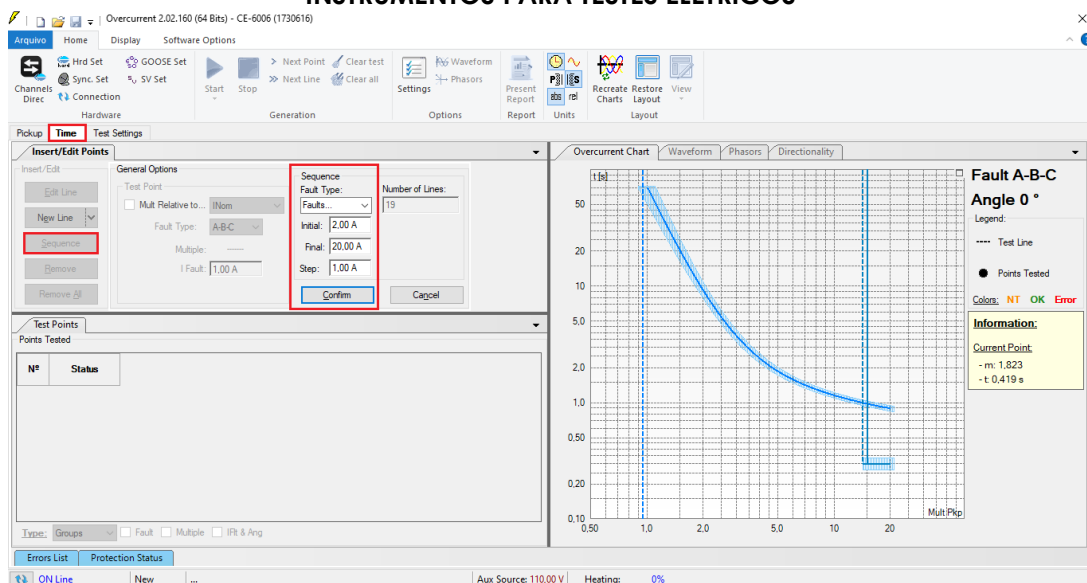 INSTRUMENTOS PARA TESTES ELÉTRICOS
Overcurrent 2.02.160 (64 Bits) - CE-6006 (1730616)
Arquivo Home Display Software Options
Channels Direc
Hrd Set
Sync. Set
Connection
GOOSE Set
SV Set
Hardware
Start
Stop
Next Point
Next Line
Clear test
Clear all
Generation
Settings
Waveform
Phasors
Options
Present Report
Report
abs rel
Units
Recreate Charts
Restore Layout
View
Layout
Pickup Time Test Settings
Insert/Edit Points
Insert/Edit
Edit Line
New Line
Sequence
Remove
Remove All
General Options
Test Point
Mult Relative to... INom
Fault Type: A-B-C
Multiple: -----
I Fault: 1,00 A
Sequence
Fault Type:
Faults...
Initial: 2,00 A
Final: 20,00 A
Step: 1,00 A
Confirm
Number of Lines:
19
Cancel
Test Points
Points Tested
Nº Status
Type: Groups Fault Multiple IFlt & Ang
Overcurrent Chart Waveform Phasors Directionality
t [s]
50
20
10
5,0
2,0
1,0
0,50
0,20
0,10
0,50 1,0 2,0 5,0 10 20
Mult Pkp
Fault A-B-C
Angle 0 °
Legend:
---- Test Line
Points Tested
Colors: NT OK Error
Information:
Current Point:
- m: 1,823
- t: 0,419 s
Errors List Protection Status
ON Line New ... Aux Source: 110,00 V Heating: 0%